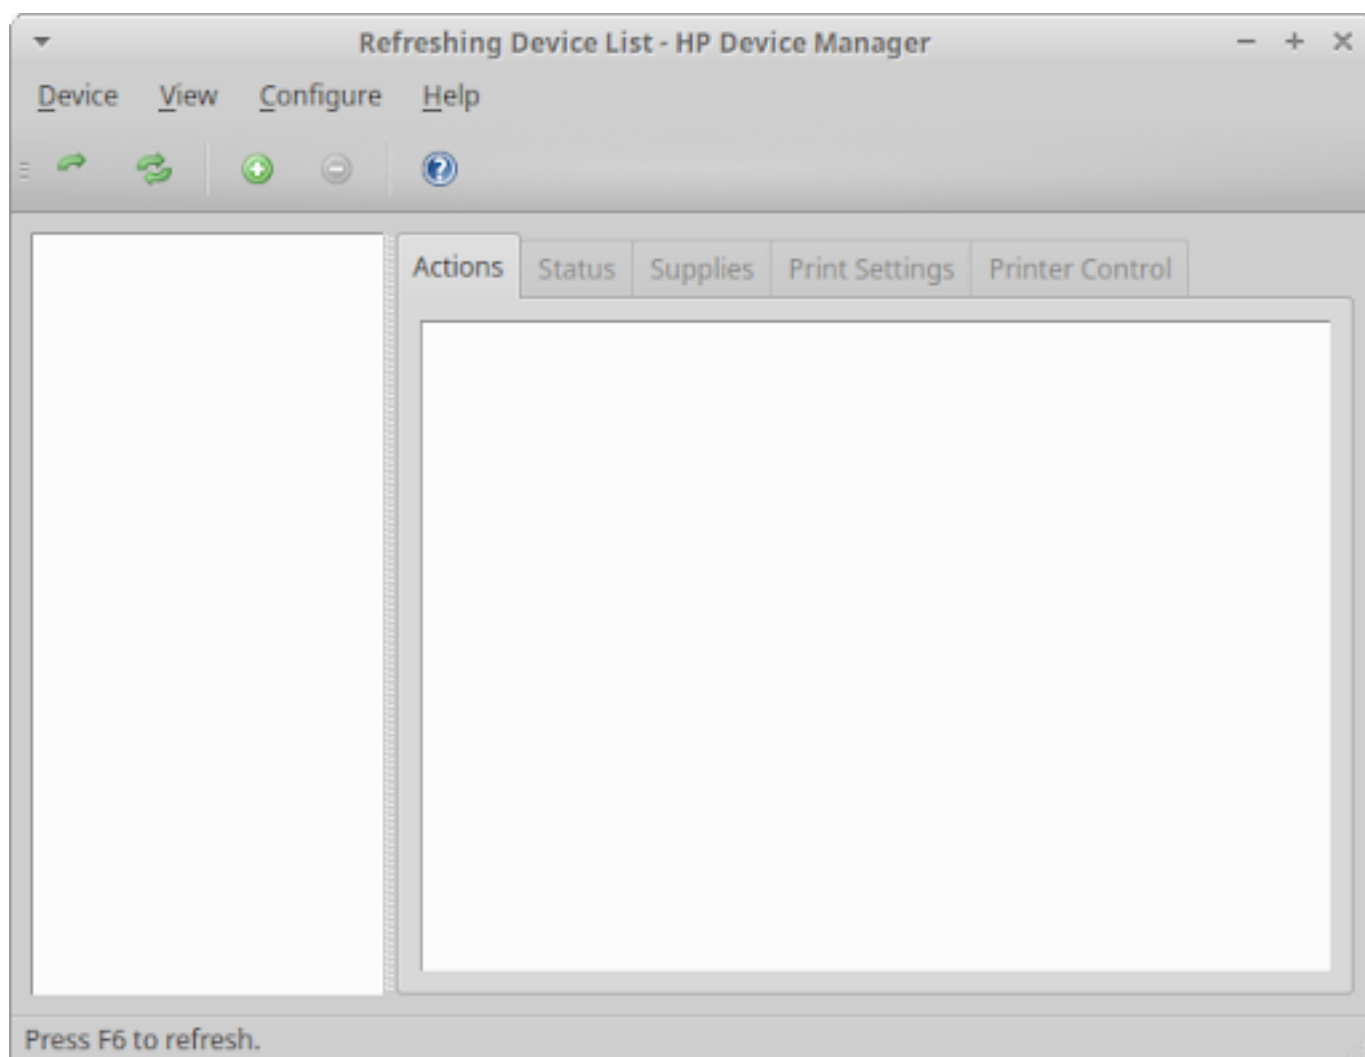 Refreshing Device List - HP Device Manager
Device View Configure Help
Actions Status Supplies Print Settings Printer Control
Press F6 to refresh.